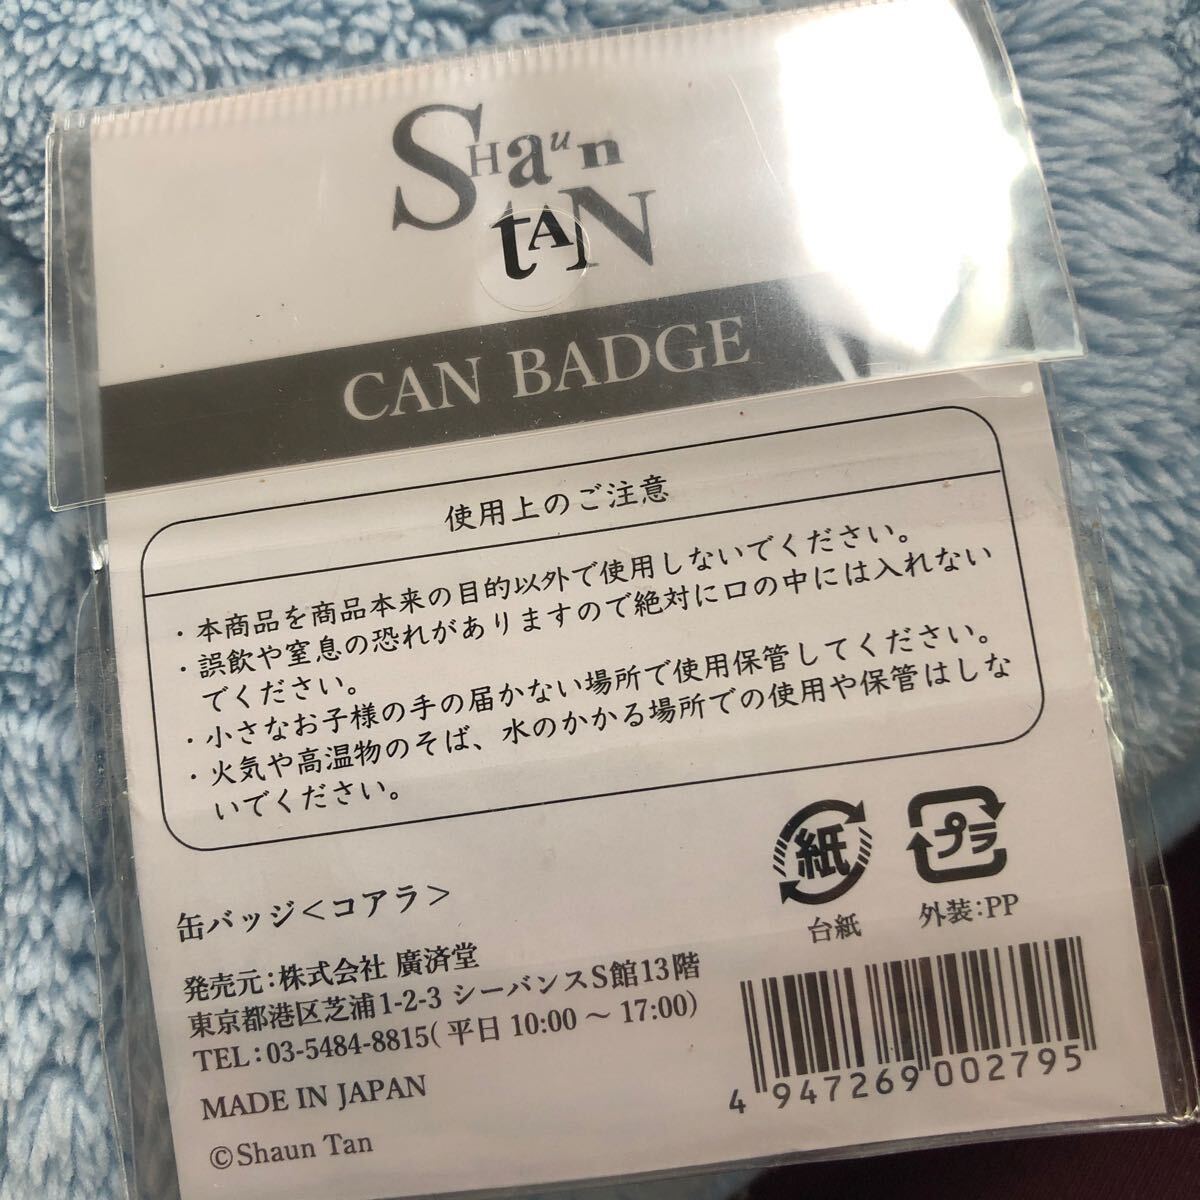 Shaun
tAN
CAN BADGE
使用上のご注意
・本商品を商品本来の目的以外で使用しないでください。
・誤飲や窒息の恐れがありますので絶対に口の中には入れない
でください。
・小さなお子様の手の届かない場所で使用保管してください。
・火気や高温物のそば、水のかかる場所での使用や保管はしな
いでください。
紙
台紙
プラ
外装:PP
缶バッジ<コアラ>
発売元:株式会社 廣済堂
東京都港区芝浦1-2-3 シーバンスS館13階
TEL:03-5484-8815(平日 10:00 〜 17:00)
MADE IN JAPAN
©Shaun Tan
4 947269 002795